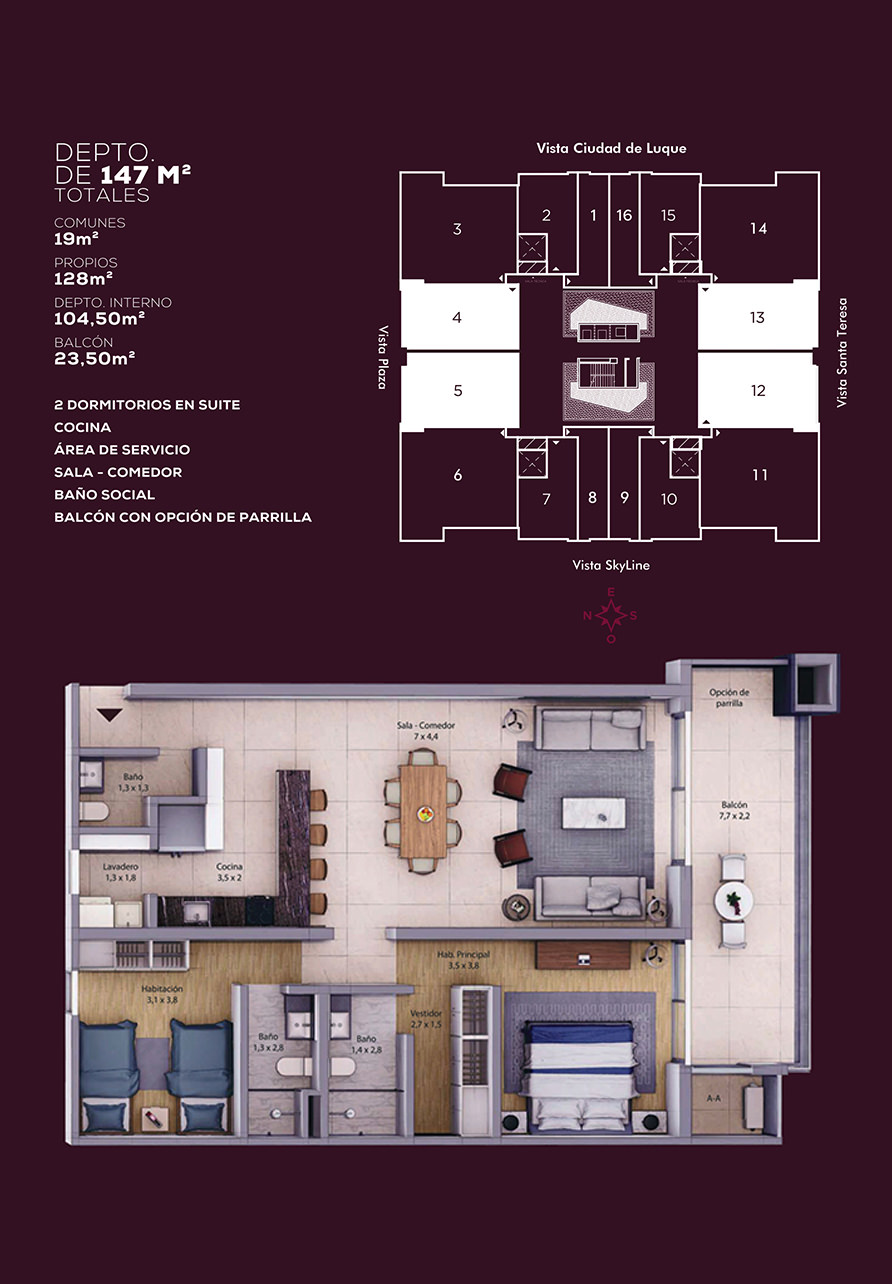 DEPTO.
DE 147 M²
TOTALES
COMUNES
19m²
PROPIOS
128m²
DEPTO. INTERNO
104,50m²
BALCÓN
23,50m²
2 DORMITORIOS EN SUITE
COCINA
ÁREA DE SERVICIO
SALA - COMEDOR
BAÑO SOCIAL
BALCÓN CON OPCIÓN DE PARRILLA
Vista Ciudad de Luque
3
2
1
16
15
14
4
13
Vista Plaza
Vista Santa Teresa
5
12
6
7
8
9
10
11
Vista SkyLine
E
N
S
O
Opción de
parrilla
Sala - Comedor
7 x 4,4
Baño
1,3 x 1,3
Balcón
7,7 x 2,2
Lavadero
1,3 x 1,8
Cocina
3,5 x 2
Hab. Principal
3,5 x 3,8
Habitación
3,1 x 3,8
Vestidor
2,7 x 1,5
Baño
1,3 x 2,8
Baño
1,4 x 2,8
A-A